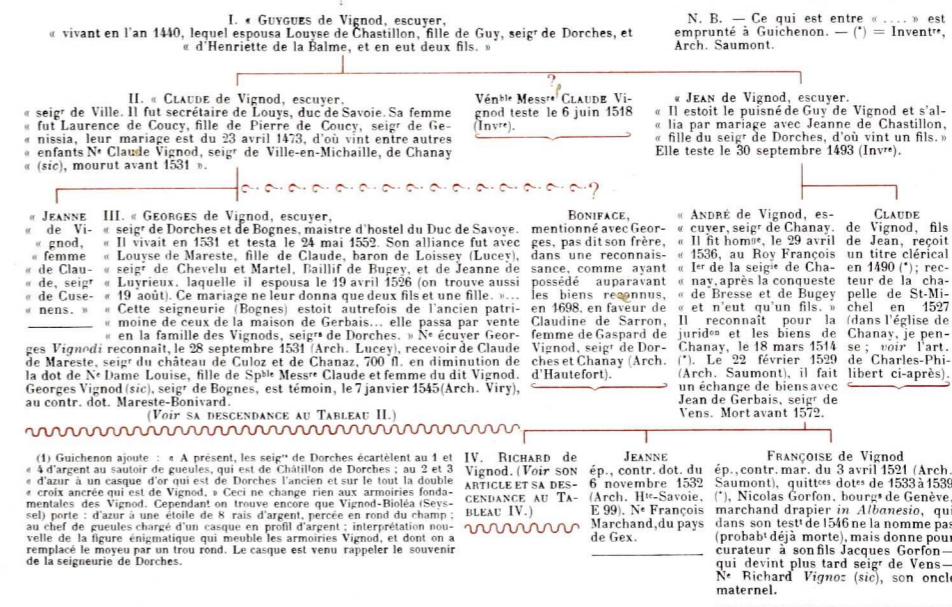 I. « GUYGUES de Vignod, escuyer,
« vivant en l'an 1440, lequel espousa Louyse de Chastillon, fille de Guy, seigr de Dorches, et
« d'Henriette de la Balme, et en eut deux fils. »
N. B. — Ce qui est entre « .... » est
emprunté à Guichenon. — (*) = Inventre,
Arch. Saumont.
?
II. « CLAUDE de Vignod, escuyer,
« seigr de Ville. Il fut secrétaire de Louys, duc de Savoie. Sa femme
« fut Laurence de Coucy, fille de Pierre de Coucy, seigr de Ge-
« nissia, leur mariage est du 23 avril 1473, d'où vint entre autres
« enfants Ne Claude Vignod, seigr de Ville-en-Michaille, de Chanay
« (sic), mourut avant 1531 ».
Vénble Messre CLAUDE Vi-
gnod teste le 6 juin 1518
(Invre).
« JEAN de Vignod, escuyer.
« Il estoit le puisné de Guy de Vignod et s'al-
« lia par mariage avec Jeanne de Chastillon,
« fille du seigr de Dorches, d'où vint un fils. »
Elle teste le 30 septembre 1493 (Invre).
?
« JEANNE
« de Vi-
« gnod,
« femme
« de Clau-
« de, seigr
« de Cuse-
« nens. »
III. « GEORGES de Vignod, escuyer,
« seigr de Dorches et de Bognes, maistre d'hostel du Duc de Savoye.
« Il vivait en 1531 et testa le 24 mai 1552. Son alliance fut avec
« Louyse de Mareste, fille de Claude, baron de Loissey (Lucey),
« seigr de Chevelu et Martel, Baillif de Bugey, et de Jeanne de
« Luyrieux, laquelle il espousa le 19 avril 1526 (on trouve aussi
« 19 août). Ce mariage ne leur donna que deux fils et une fille. »...
« Cette seigneurie (Bognes) estoit autrefois de l'ancien patri-
« moine de ceux de la maison de Gerbais... elle passa par vente
« en la famille des Vignods, seigrs de Dorches. » Ne écuyer Geor-
ges Vignodi reconnaît, le 28 septembre 1531 (Arch. Lucey), recevoir de Claude
de Mareste, seigr du château de Culoz et de Chanaz, 700 fl. en diminution de
la dot de Ne Dame Louise, fille de Spble Messre Claude et femme du dit Vignod.
Georges Vignod (sic), seigr de Bognes, est témoin, le 7 janvier 1545 (Arch. Viry),
au contr. dot. Mareste-Bonivard.
(Voir SA DESCENDANCE AU TABLEAU II.)
BONIFACE,
mentionné avec Geor-
ges, pas dit son frère,
dans une reconnais-
sance, comme ayant
possédé auparavant
les biens reconnus,
en 1698, en faveur de
Claudine de Sarron,
femme de Gaspard de
Vignod, seigr de Dor-
ches et Chanay (Arch.
d'Hautefort).
« ANDRÉ de Vignod, es-
« cuyer, seigr de Chanay.
« Il fit homge, le 29 avril
« 1536, au Roy François
« Ier de la seigie de Cha-
« nay, après la conqueste
« de Bresse et de Bugey
« et n'eut qu'un fils. »
Il reconnaît pour la
juridon et les biens de
Chanay, le 18 mars 1514
(*). Le 22 février 1529
(Arch. Saumont), il fait
un échange de biens avec
Jean de Gerbais, seigr de
Vens. Mort avant 1572.
CLAUDE
de Vignod, fils
de Jean, reçoit
un titre clérical
en 1490 (*); rec-
teur de la cha-
pelle de St-Mi-
chel en 1527
(dans l'église de
Chanay, je pen-
se ; voir l'art.
de Charles-Phi-
libert ci-après).
(1) Guichenon ajoute : « A présent, les seigrs de Dorches écartèlent au 1 et
« 4 d'argent au sautoir de gueules, qui est de Châtillon de Dorches ; au 2 et 3
« d'azur à un casque d'or qui est de Dorches l'ancien et sur le tout la double
« croix ancrée qui est de Vignod. » Ceci ne change rien aux armoiries fonda-
mentales des Vignod. Cependant on trouve encore que Vignod-Bioléa (Seys-
sel) porte : d'azur à une étoile de 8 rais d'argent, percée en rond du champ ;
au chef de gueules chargé d'un casque en profil d'argent ; interprétation nou-
velle de la figure énigmatique qui meuble les armoiries Vignod, et dont on a
remplacé le moyeu par un trou rond. Le casque est venu rappeler le souvenir
de la seigneurie de Dorches.
IV. RICHARD de
Vignod. (Voir SON
ARTICLE ET SA DES-
CENDANCE AU TA-
BLEAU IV.)
JEANNE
ép., contr. dot. du
6 novembre 1532
(Arch. Hte-Savoie,
E 99). Ne François
Marchand, du pays
de Gex.
FRANÇOISE de Vignod
ép., contr. mar. du 3 avril 1521 (Arch.
Saumont), quittces dotes de 1533 à 1539
(*), Nicolas Gorfon, bourgs de Genève,
marchand drapier in Albanesio, qui
dans son testt de 1546 ne la nomme pas
(probabt déjà morte), mais donne pour
curateur à son fils Jacques Gorfon —
qui devint plus tard seigr de Vens —
Ne Richard Vignoz (sic), son oncle
maternel.